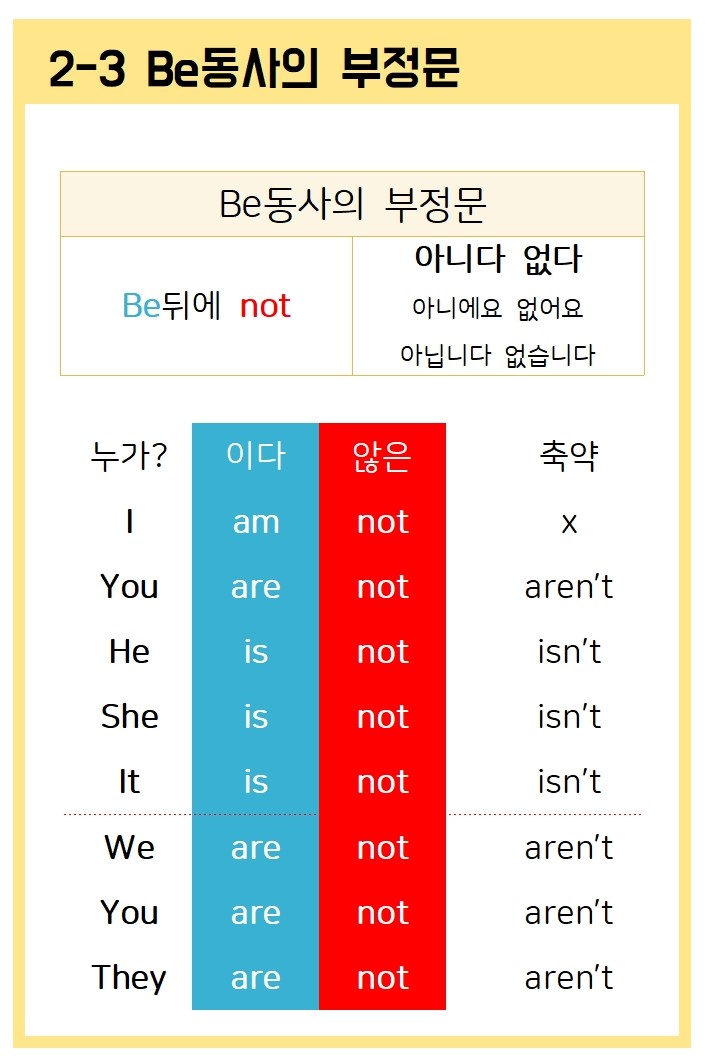 2-3 Be동사의 부정문
Be동사의 부정문
Be뒤에 not
아니다 없다
아니에요 없어요
아닙니다 없습니다
누가? 이다 않은 축약
I am not x
You are not aren't
He is not isn't
She is not isn't
It is not isn't
We are not aren't
You are not aren't
They are not aren't